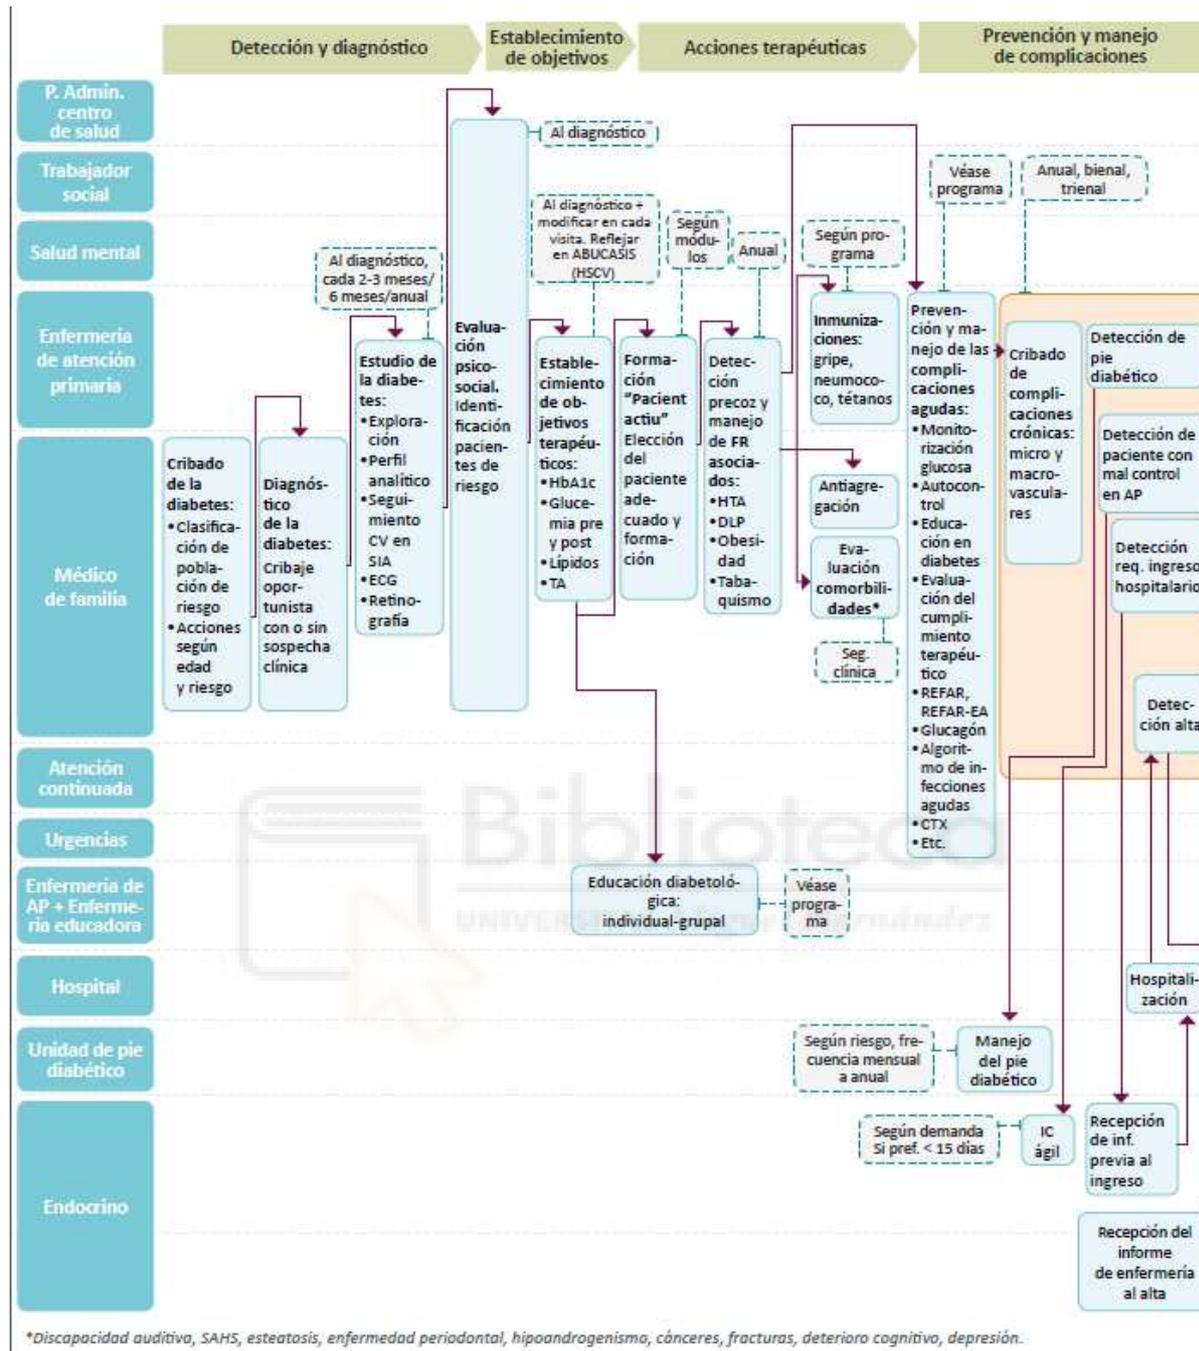 Detección y diagnóstico
Establecimiento
de objetivos
Acciones terapéuticas
Prevención y manejo
de complicaciones
P. Admin.
centro
de salud
Trabajador
social
Salud mental
Enfermería
de atención
primaria
Médico
de familia
Atención
continuada
Urgencias
Enfermería de
AP + Enferme-
ría educadora
Hospital
Unidad de pie
diabético
Endocrino
Cribado
de la
diabetes:
•Clasifica-
ción de
pobla-
ción de
riesgo
•Acciones
según
edad
y riesgo
Diagnós-
tico
de la
diabetes:
Cribaje
opor-
tunista
con o sin
sospecha
clínica
Al diagnóstico,
cada 2-3 meses/
6 meses/anual
Estudio de
la diabe-
tes:
•Explora-
ción
•Perfil
analítico
•Segui-
miento
CV en
SIA
•ECG
•Retino-
grafía
Evalua-
ción
psico-
social.
Identi-
ficación
pacien-
tes de
riesgo
Al diagnóstico
Al diagnóstico +
modificar en cada
visita. Reflejar
en ABUCASIS
(HSCV)
Estable-
cimiento
de obj-
etivos
terapéu-
ticos:
•HbA1c
•Gluce-
mia pre
y post
•Lípidos
•TA
Según
módu-
los
Forma-
ción
“Pacient
actiu”
Elección
del
paciente
ade-
cuado y
forma-
ción
Anual
Detec-
ción
precoz y
manejo
de FR
asocia-
dos:
•HTA
•DLP
•Obesi-
dad
•Taba-
quismo
Según pro-
grama
Inmuniza-
ciones:
gripe,
neumoco-
co, tétanos
Antiagre-
gación
Eva-
luación
comorbili-
dades*
Seg.
clínica
Véase
programa
Preven-
ción y ma-
nejo de las
complica-
ciones
agudas:
•Monito-
rización
glucosa
•Autocon-
trol
•Educa-
ción en
diabetes
•Evalua-
ción del
cumpli-
miento
terapéu-
tico
•REFAR,
REFAR-EA
•Glucagón
•Algorit-
mo de in-
fecciones
agudas
•CTX
•Etc.
Anual, bienal,
trienal
Cribado
de
compli-
caciones
crónicas:
micro y
macro-
vascula-
res
Detección de
pie
diabético
Detección de
paciente con
mal control
en AP
Detección
req. ingreso
hospitalario
Detec-
ción alta
Educación diabetoló-
gica:
individual-grupal
Véase
progra-
ma
Hospitali-
zación
Según riesgo, fre-
cuencia mensual
a anual
Manejo
del pie
diabético
Según demanda
Si pref. < 15 días
IC
ágil
Recepción
de inf.
previa al
ingreso
Recepción del
informe
de enfermería
al alta
Biblioteca
UNIVERSITAS Miguel Hernández
*Discapacidad auditiva, SAHS, esteatosis, enfermedad periodontal, hipoandrogenismo, cánceres, fracturas, deterioro cognitivo, depresión.